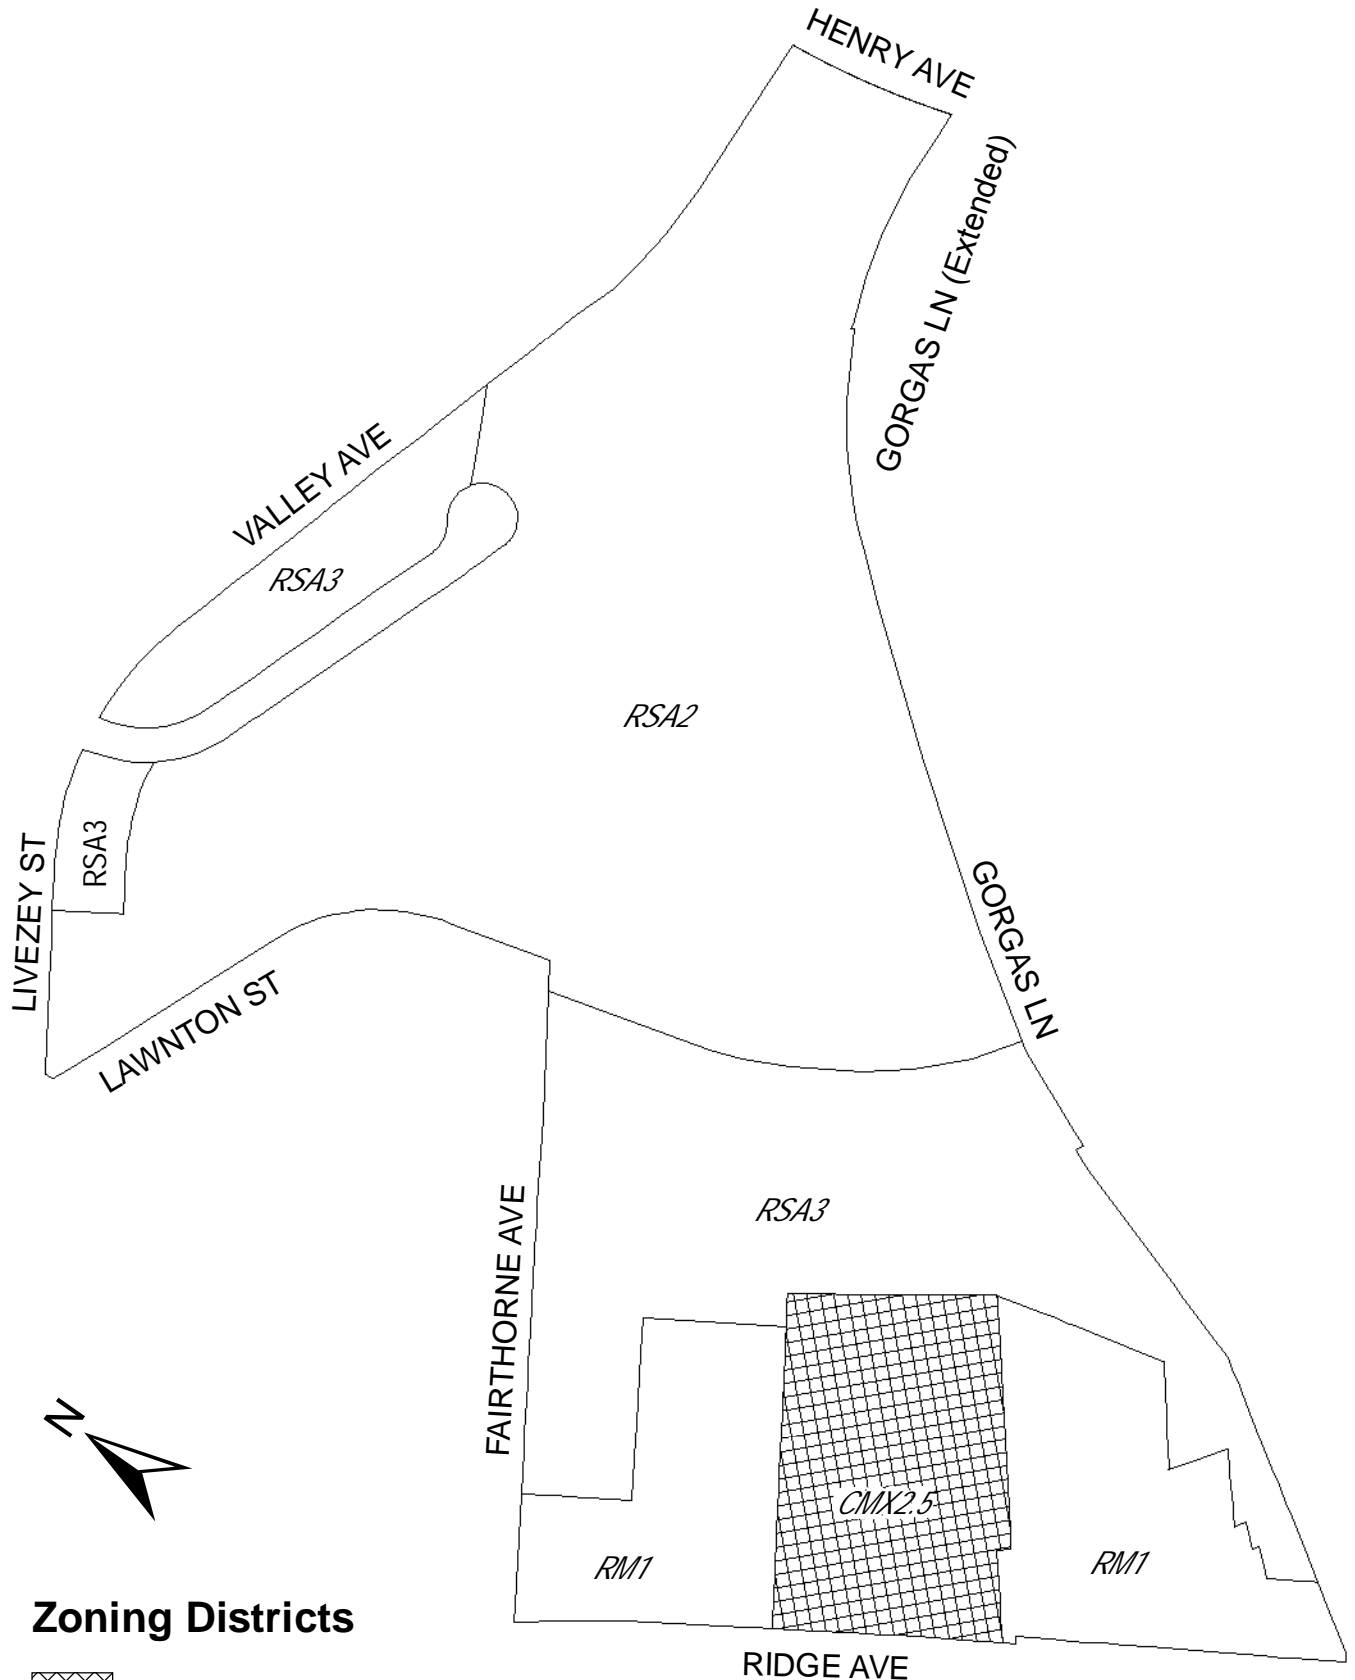 HENRY AVE
GORGAS LN (Extended)
VALLEY AVE
RSA3
RSA2
RSA3
LIVEZEY ST
GORGAS LN
LAWNTON ST
RSA3
FAIRTHORNE AVE
N
CMX2.5
RM1
RM1
Zoning Districts
RIDGE AVE